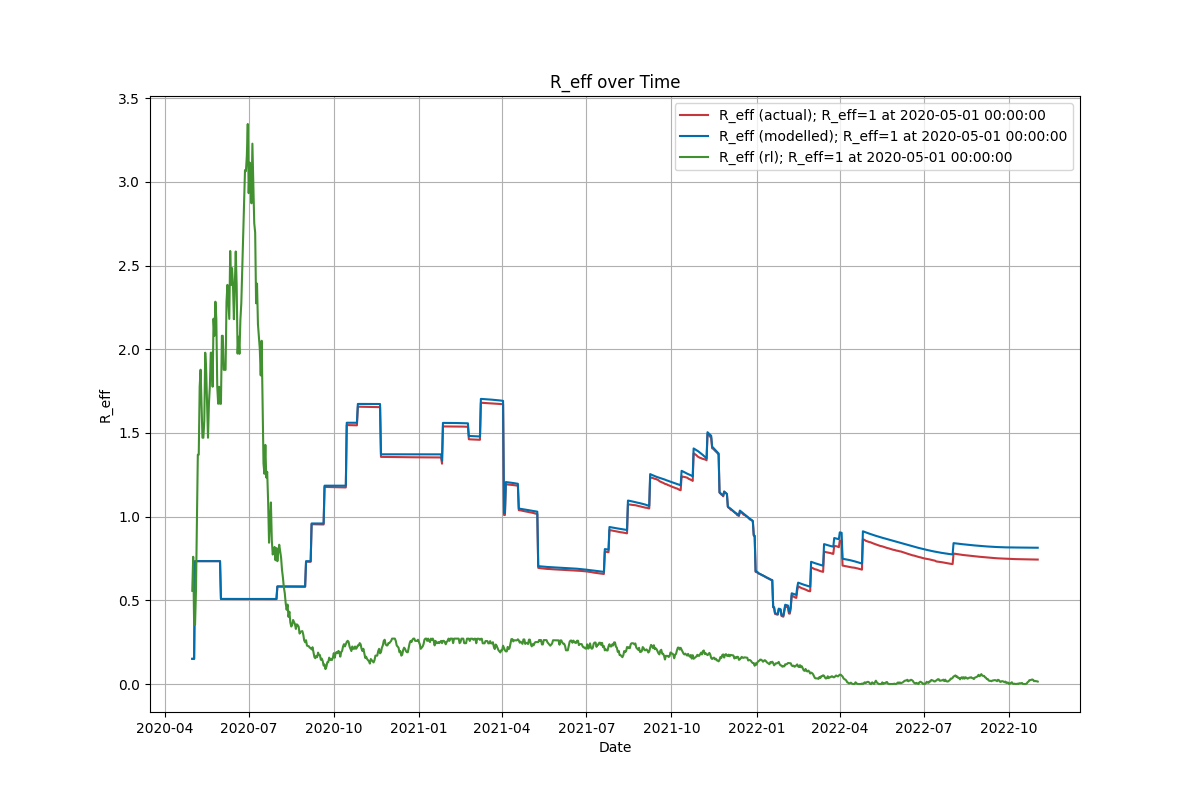 R_eff over Time
R_eff (actual); R_eff=1 at 2020-05-01 00:00:00
R_eff (modelled); R_eff=1 at 2020-05-01 00:00:00
R_eff (rl); R_eff=1 at 2020-05-01 00:00:00
3.5
3.0
2.5
2.0
1.5
1.0
0.5
0.0
R_eff
2020-04 2020-07 2020-10 2021-01 2021-04 2021-07 2021-10 2022-01 2022-04 2022-07 2022-10
Date